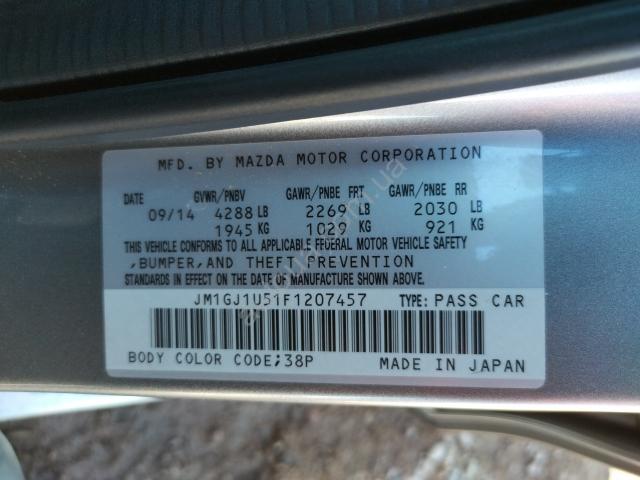 MFD. BY MAZDA MOTOR CORPORATION
DATE GVWR/PNBV GAWR/PNBE FRT GAWR/PNBE RR
09/14 4288 LB 2269 LB 2030 LB
1945 KG 1029 KG 921 KG
THIS VEHICLE CONFORMS TO ALL APPLICABLE FEDERAL MOTOR VEHICLE SAFETY
,BUMPER,AND THEFT PREVENTION
STANDARDS IN EFFECT ON THE DATE OF MANUFACTURE SHOWN ABOVE.
JM1GJ1U51F1207457 TYPE: PASS CAR
BODY COLOR CODE;38P MADE IN JAPAN